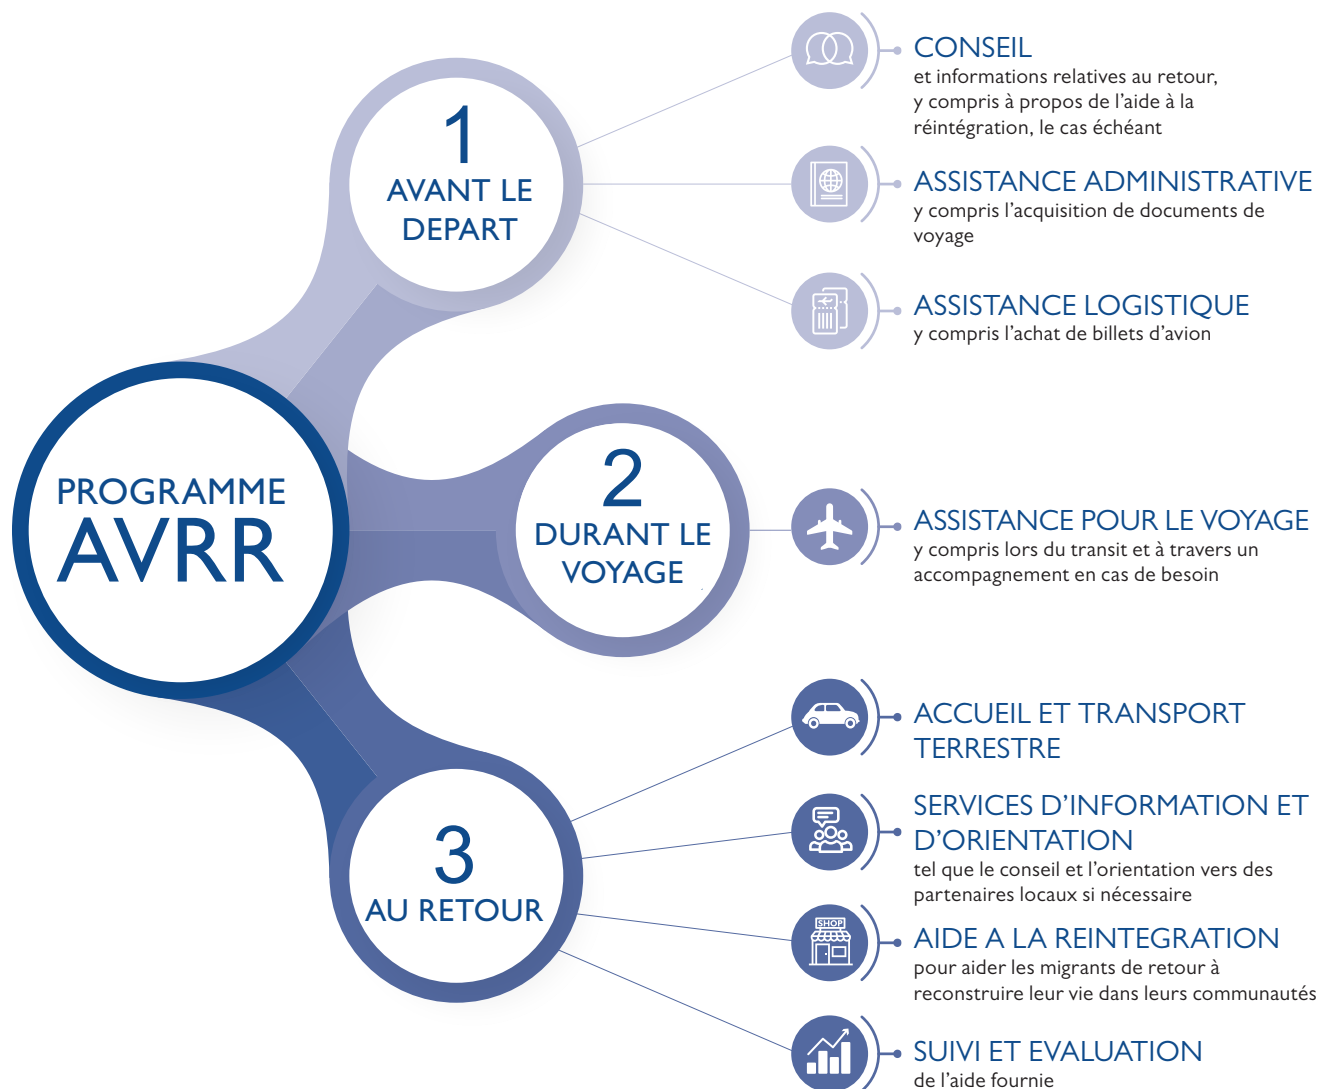 PROGRAMME
AVRR
1
AVANT LE
DEPART
CONSEIL
et informations relatives au retour,
y compris à propos de l’aide à la
réintégration, le cas échéant
ASSISTANCE ADMINISTRATIVE
y compris l’acquisition de documents de
voyage
ASSISTANCE LOGISTIQUE
y compris l’achat de billets d’avion
2
DURANT LE
VOYAGE
ASSISTANCE POUR LE VOYAGE
y compris lors du transit et à travers un
accompagnement en cas de besoin
3
AU RETOUR
ACCUEIL ET TRANSPORT
TERRESTRE
SERVICES D’INFORMATION ET
D’ORIENTATION
tel que le conseil et l’orientation vers des
partenaires locaux si nécessaire
SHOP
AIDE A LA REINTEGRATION
pour aider les migrants de retour à
reconstruire leur vie dans leurs communautés
SUIVI ET EVALUATION
de l’aide fournie